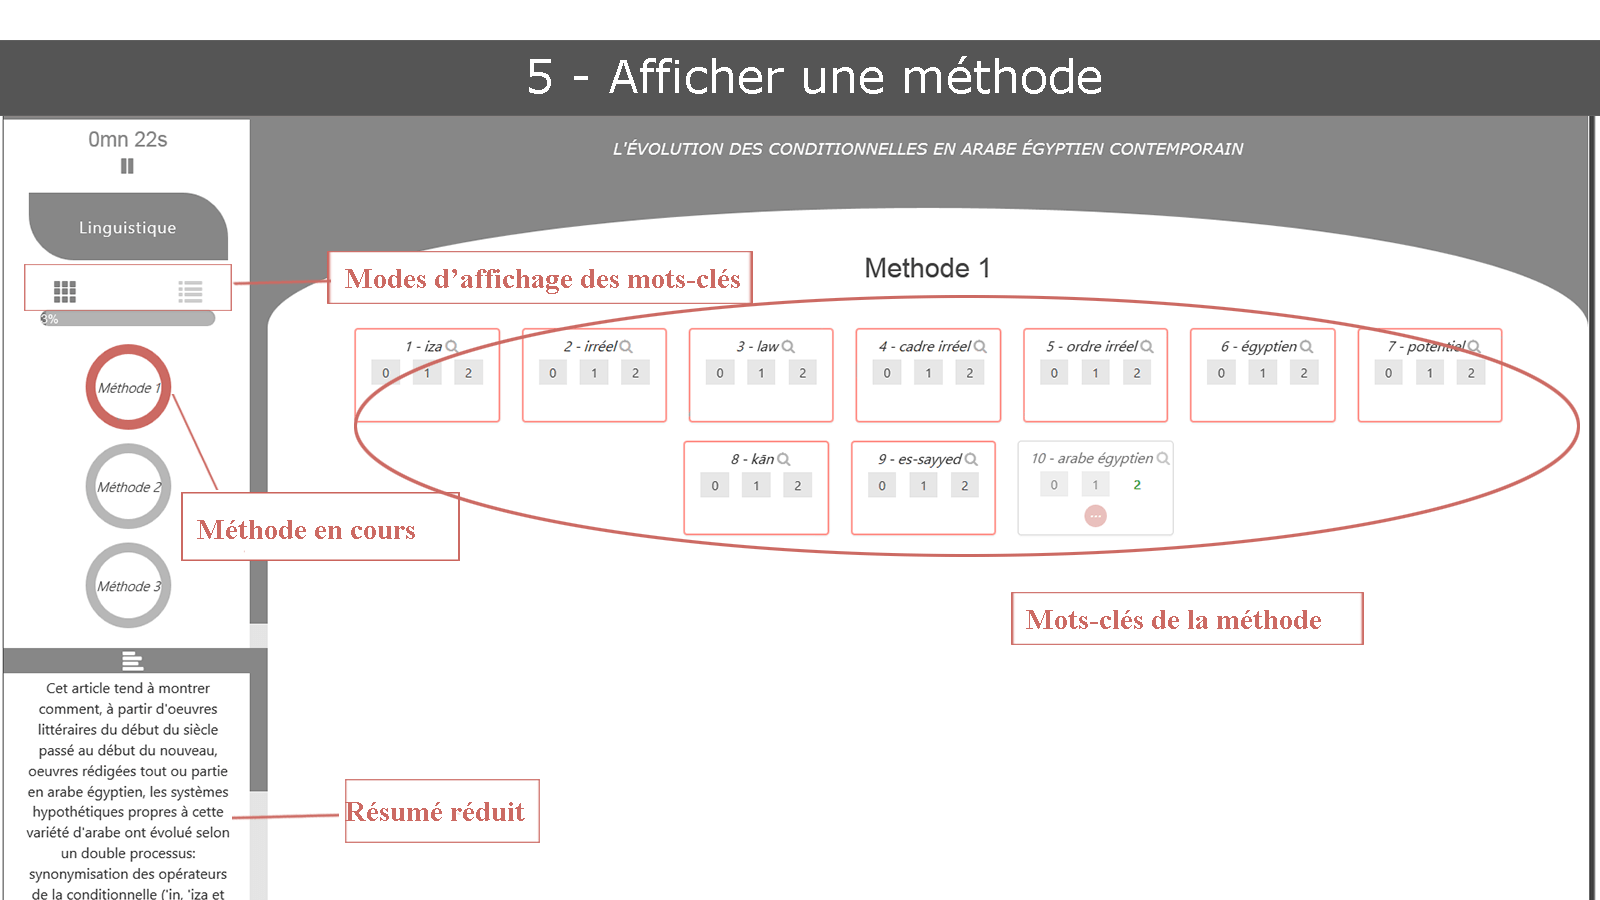 5 - Afficher une méthode
0mn 22s
Linguistique
3%
Méthode 1
Méthode 2
Méthode 3
Cet article tend à montrer
comment, à partir d'oeuvres
littéraires du début du siècle
passé au début du nouveau,
oeuvres rédigées tout ou partie
en arabe égyptien, les systèmes
hypothétiques propres à cette
variété d'arabe ont évolué selon
un double processus:
synonymisation des opérateurs
de la conditionnelle ('in, 'iza et
L'ÉVOLUTION DES CONDITIONNELLES EN ARABE ÉGYPTIEN CONTEMPORAIN
Methode 1
Modes d'affichage des mots-clés
1 - iza
0 1 2
2 - irréel
0 1 2
3 - law
0 1 2
4 - cadre irréel
0 1 2
5 - ordre irréel
0 1 2
6 - égyptien
0 1 2
7 - potentiel
0 1 2
8 - kān
0 1 2
9 - es-sayyed
0 1 2
10 - arabe égyptien
0 1 2
Méthode en cours
Mots-clés de la méthode
Résumé réduit